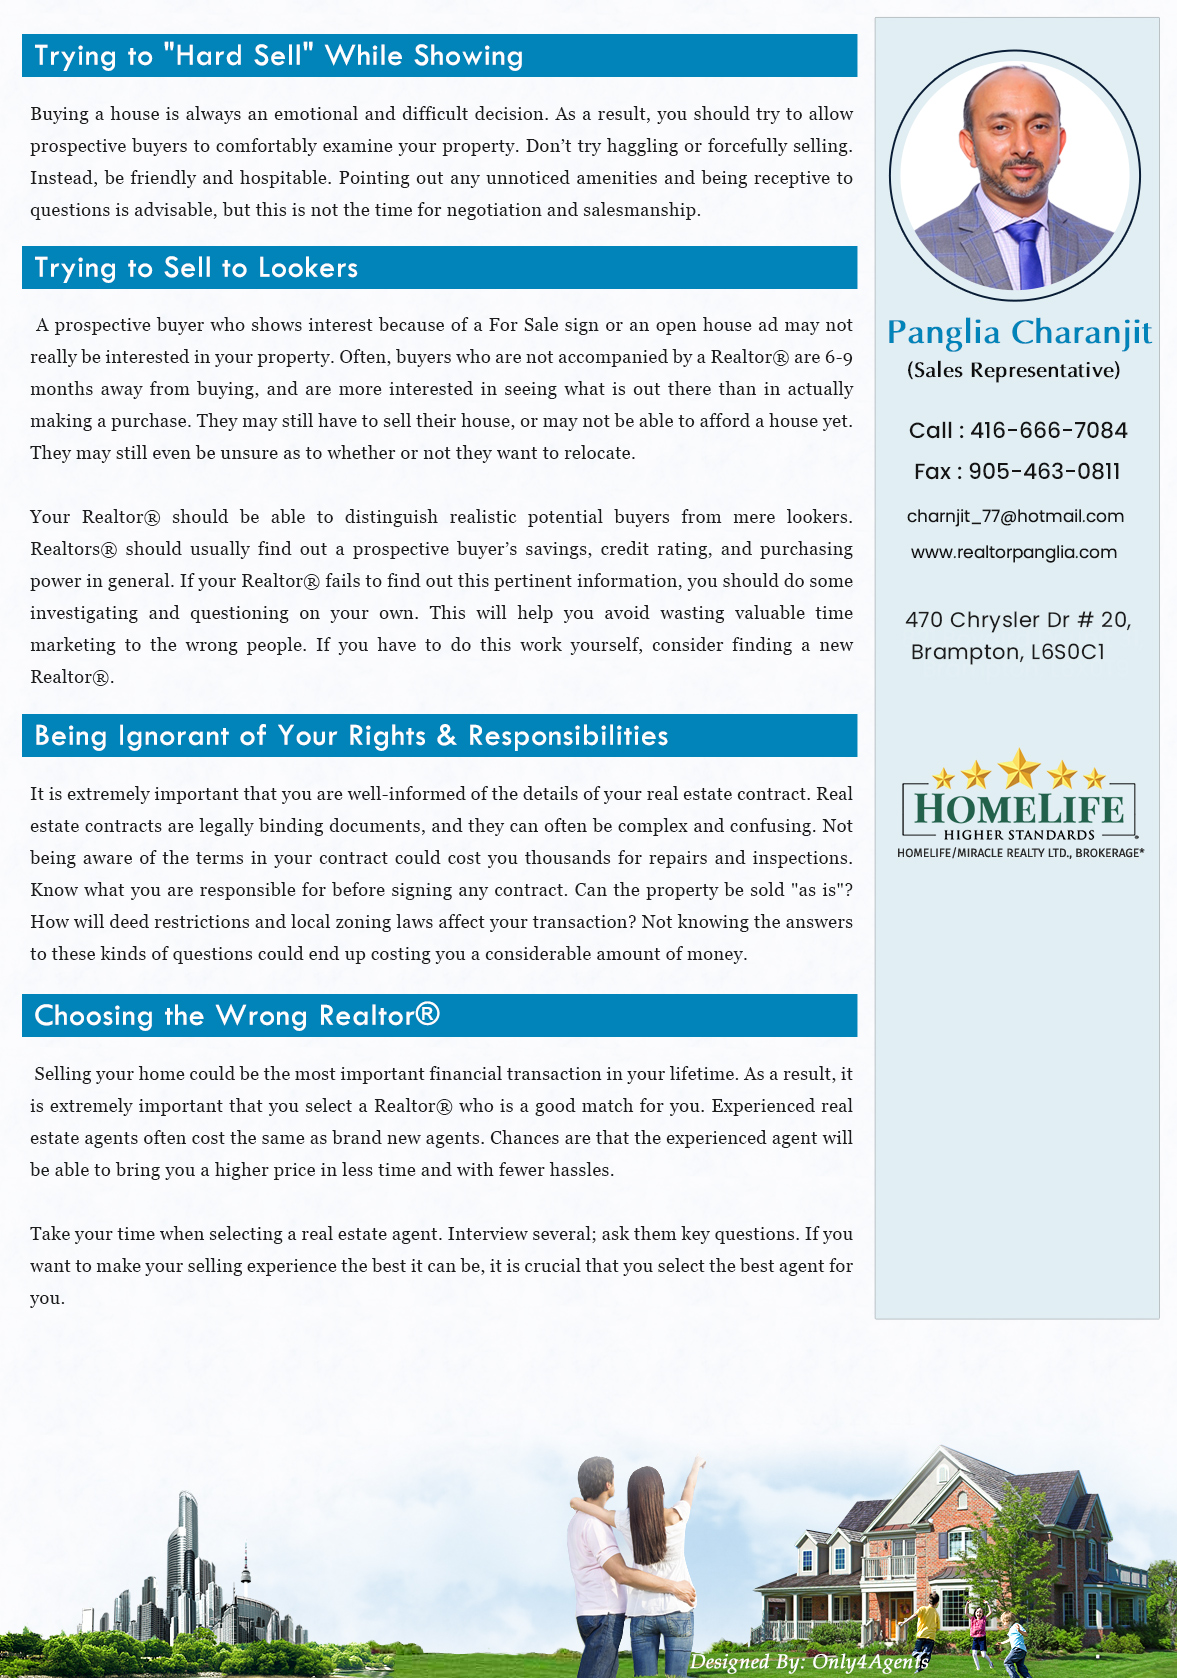 Trying to "Hard Sell" While Showing
Buying a house is always an emotional and difficult decision. As a result, you should try to allow
prospective buyers to comfortably examine your property. Don’t try haggling or forcefully selling.
Instead, be friendly and hospitable. Pointing out any unnoticed amenities and being receptive to
questions is advisable, but this is not the time for negotiation and salesmanship.
Trying to Sell to Lookers
A prospective buyer who shows interest because of a For Sale sign or an open house ad may not
really be interested in your property. Often, buyers who are not accompanied by a Realtor® are 6-9
months away from buying, and are more interested in seeing what is out there than in actually
making a purchase. They may still have to sell their house, or may not be able to afford a house yet.
They may still even be unsure as to whether or not they want to relocate.
Your Realtor® should be able to distinguish realistic potential buyers from mere lookers.
Realtors® should usually find out a prospective buyer’s savings, credit rating, and purchasing
power in general. If your Realtor® fails to find out this pertinent information, you should do some
investigating and questioning on your own. This will help you avoid wasting valuable time
marketing to the wrong people. If you have to do this work yourself, consider finding a new
Realtor®.
Being Ignorant of Your Rights & Responsibilities
It is extremely important that you are well-informed of the details of your real estate contract. Real
estate contracts are legally binding documents, and they can often be complex and confusing. Not
being aware of the terms in your contract could cost you thousands for repairs and inspections.
Know what you are responsible for before signing any contract. Can the property be sold "as is"?
How will deed restrictions and local zoning laws affect your transaction? Not knowing the answers
to these kinds of questions could end up costing you a considerable amount of money.
Choosing the Wrong Realtor®
Selling your home could be the most important financial transaction in your lifetime. As a result, it
is extremely important that you select a Realtor® who is a good match for you. Experienced real
estate agents often cost the same as brand new agents. Chances are that the experienced agent will
be able to bring you a higher price in less time and with fewer hassles.
Take your time when selecting a real estate agent. Interview several; ask them key questions. If you
want to make your selling experience the best it can be, it is crucial that you select the best agent for
you.
Panglia Charanjit
(Sales Representative)
Call : 416-666-7084
Fax : 905-463-0811
charnjit_77@hotmail.com
www.realtorpanglia.com
470 Chrysler Dr # 20,
Brampton, L6S0C1
HOMELIFE
HIGHER STANDARDS
HOMELIFE/MIRACLE REALTY LTD., BROKERAGE*
Designed By: Only4Agents